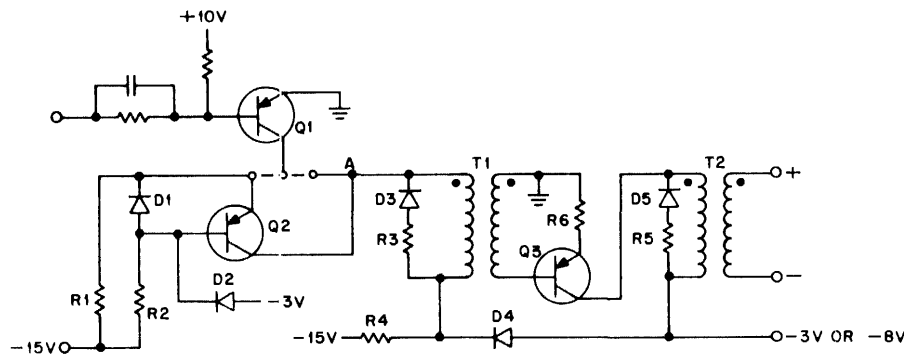 +10V
Q1
A
T1
T2
D1
Q2
D3
R3
R6
Q3
D5
R5
+
R1
R2
D2
-3V
-15V
-15V
R4
D4
-
-3V OR -8V